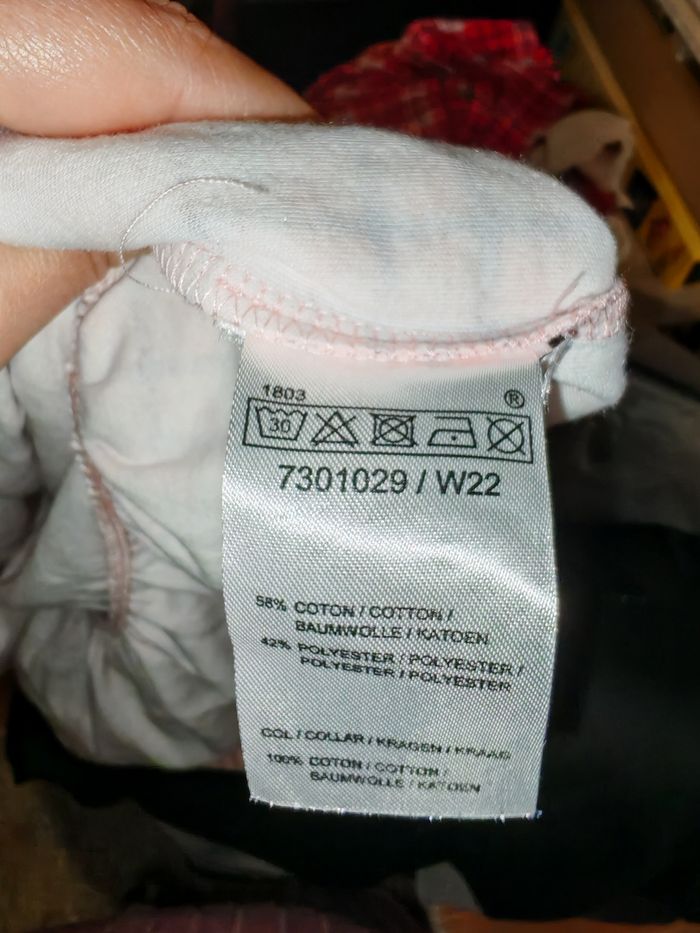 1803 ®
30
7301029 / W22
58% COTON / COTTON /
BAUMWOLLE / KATOEN
42% POLYESTER / POLYESTER /
POLYESTER / POLYESTER
COL / COLLAR / KRAGEN / KRAAG
100% COTON / COTTON /
BAUMWOLLE / KATOEN